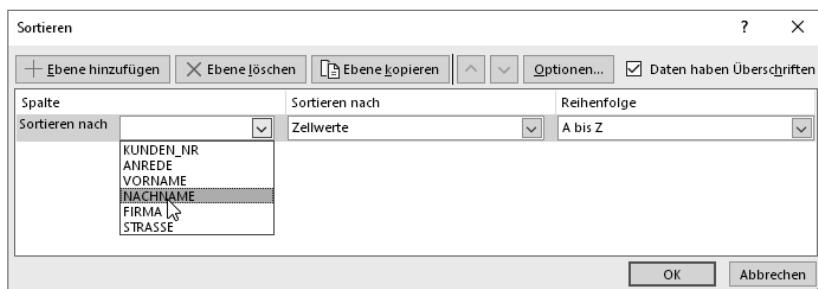 Sortieren ?
Ebene hinzufügen Ebene löschen Ebene kopieren Optionen... Daten haben Überschriften
Spalte Sortieren nach Reihenfolge
Sortieren nach Zellwerte A bis Z
KUNDEN_NR
ANREDE
VORNAME
NACHNAME
FIRMA
STRASSE
OK Abbrechen